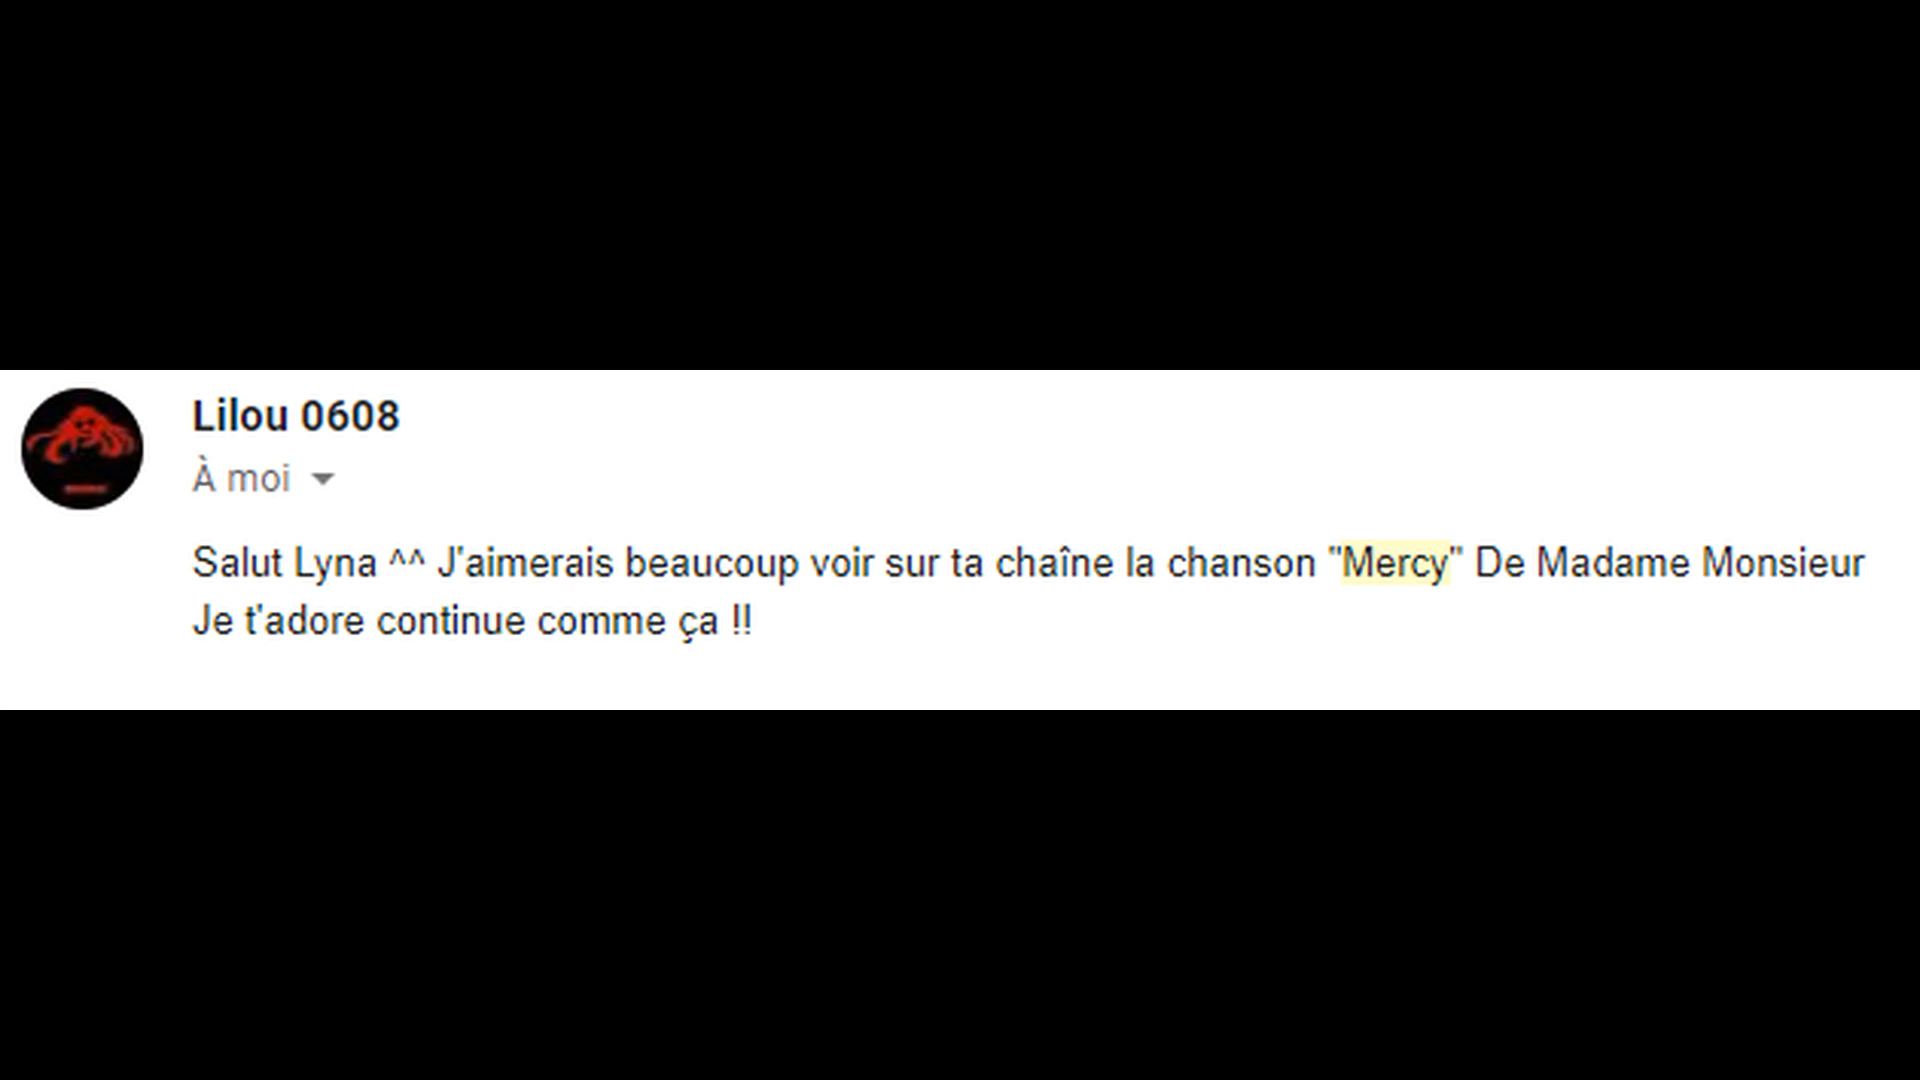 Lilou 0608
À moi
Salut Lyna ^^ J'aimerais beaucoup voir sur ta chaîne la chanson "Mercy" De Madame Monsieur
Je t'adore continue comme ça !!